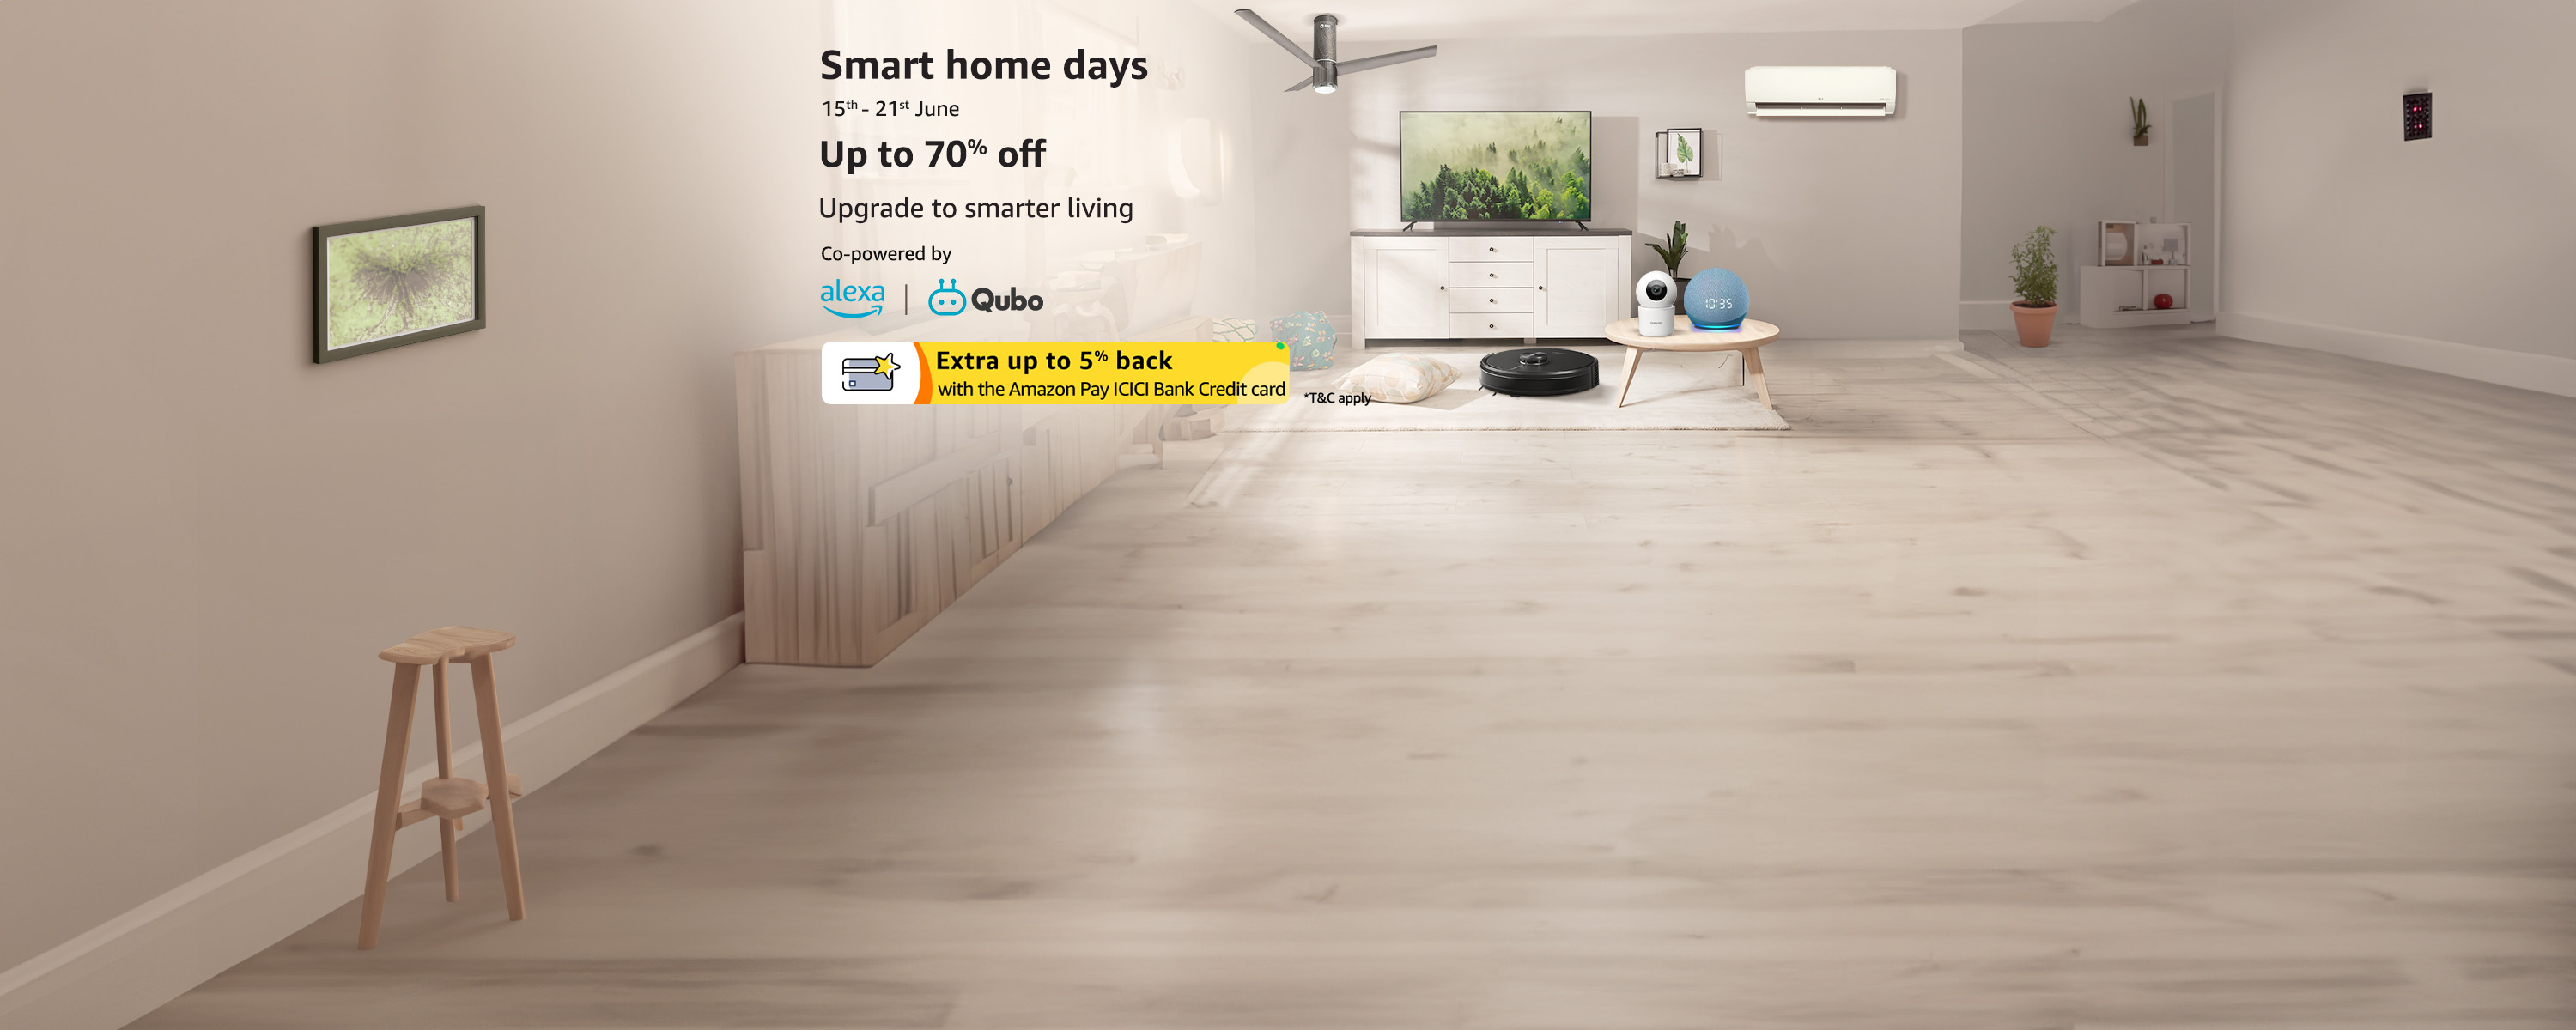 Smart home days
15th - 21st June
Up to 70% off
Upgrade to smarter living
Co-powered by
alexa | Qubo
Extra up to 5% back
with the Amazon Pay ICICI Bank Credit card
*T&C apply
10:35